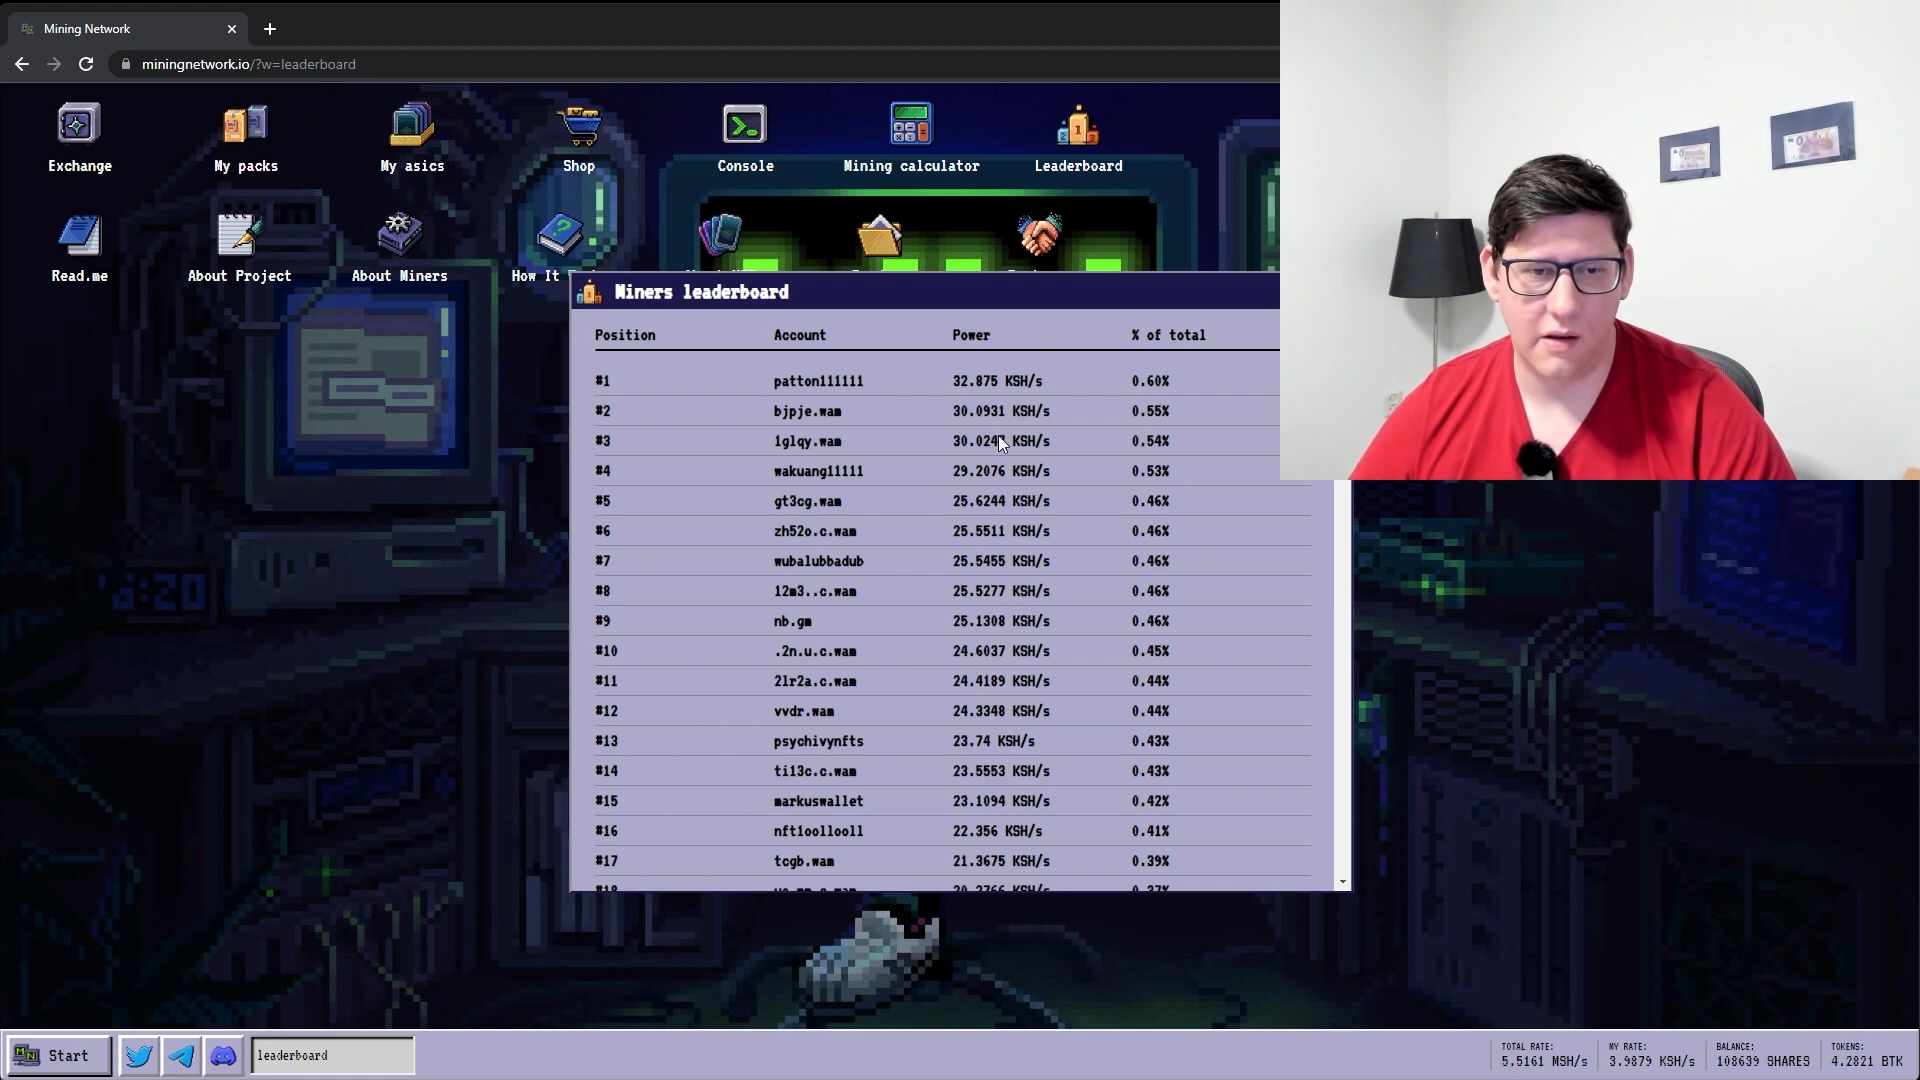 Mining Network
miningnetwork.io/?w=leaderboard
Exchange
My packs
My asics
Shop
Console
Mining calculator
Leaderboard
Read.me
About Project
About Miners
How It
Miners leaderboard
Position Account Power % of total
#1 patton111111 32.875 KSH/s 0.60%
#2 bjpje.wam 30.0931 KSH/s 0.55%
#3 1glqy.wam KSH/s 0.54%
#4 wakuang11111 29.2076 KSH/s 0.53%
#5 gt3cg.wam 25.6244 KSH/s 0.46%
#6 zh52o.c.wam 25.5511 KSH/s 0.46%
#7 wubalubbadub 25.5455 KSH/s 0.46%
#8 12m3..c.wam 25.5277 KSH/s 0.46%
#9 nb.gm 25.1308 KSH/s 0.46%
#10 .2n.u.c.wam 24.6037 KSH/s 0.45%
#11 2lr2a.c.wam 24.4189 KSH/s 0.44%
#12 vvdr.wam 24.3348 KSH/s 0.44%
#13 psychivynfts 23.74 KSH/s 0.43%
#14 ti13c.c.wam 23.5553 KSH/s 0.43%
#15 markuswallet 23.1094 KSH/s 0.42%
#16 nft1oollooll 22.356 KSH/s 0.41%
#17 tcgb.wam 21.3675 KSH/s 0.39%
6:20
MN Start
leaderboard
TOTAL RATE: 5.5161 MSH/s
MY RATE: 3.9879 KSH/s
BALANCE: 108639 SHARES
TOKENS: 4.2821 BTK